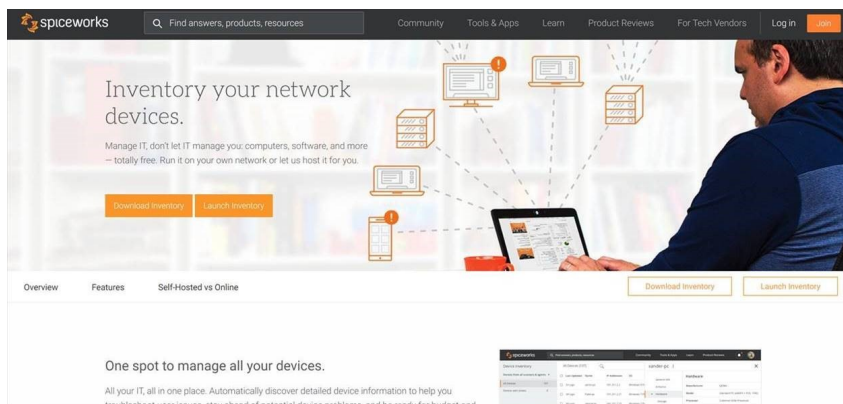 spiceworks
Find answers, products, resources
Community Tools & Apps Learn Product Reviews For Tech Vendors Log in Join
Inventory your network
devices.
Manage IT, don't let IT manage you: computers, software, and more
— totally free. Run it on your own network or let us host it for you.
Download Inventory Launch Inventory
Overview Features Self-Hosted vs Online Download Inventory Launch Inventory
One spot to manage all your devices.
All your IT, all in one place. Automatically discover detailed device information to help you
spiceworks
Device Inventory
Hardware